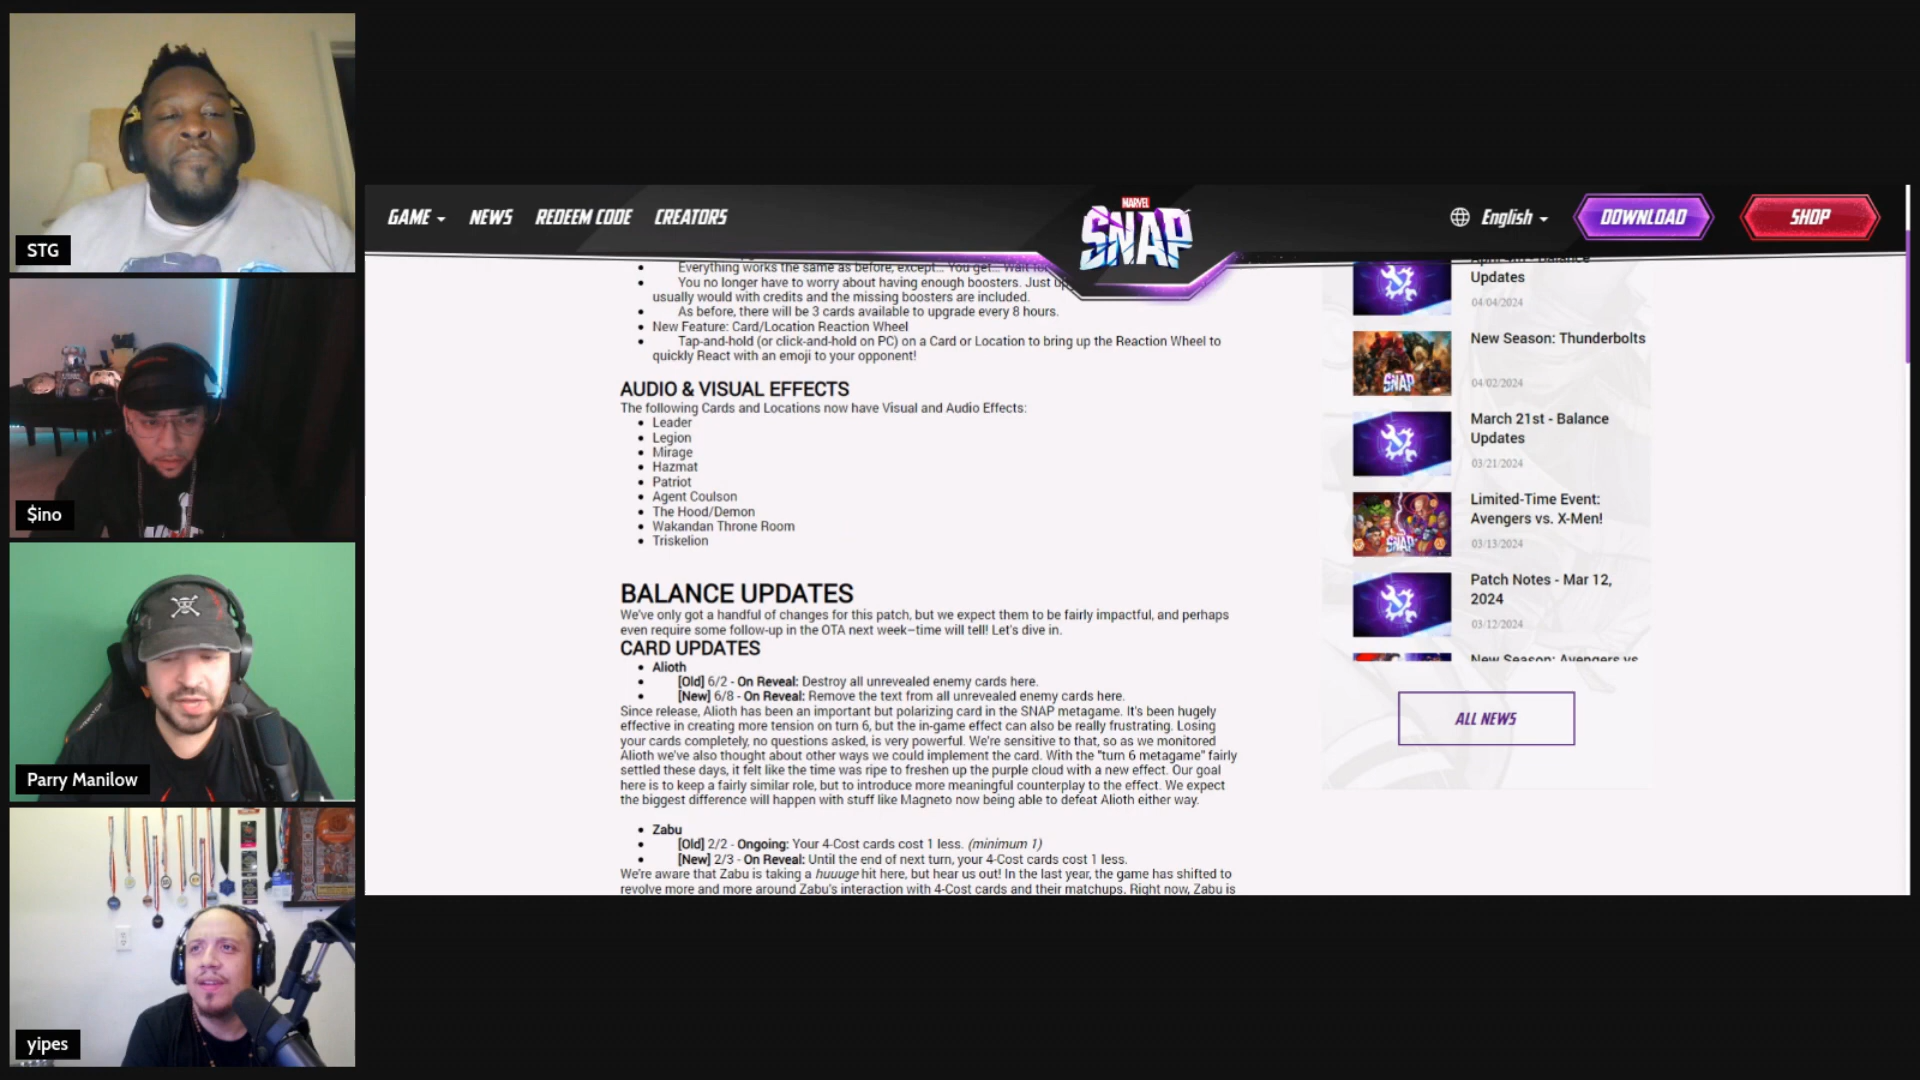 STG
$ino
Parry Manilow
yipes
GAME
NEWS
REDEEM CODE
CREATORS
MARVEL
SNAP
English
DOWNLOAD
SHOP
• Everything works the same as before, except... You get... Wait for
• You no longer have to worry about having enough boosters. Just
usually would with credits and the missing boosters are included.
• As before, there will be 3 cards available to upgrade every 8 hours.
• New Feature: Card/Location Reaction Wheel
• Tap-and-hold (or click-and-hold on PC) on a Card or Location to bring up the Reaction Wheel to
quickly React with an emoji to your opponent!
AUDIO & VISUAL EFFECTS
The following Cards and Locations now have Visual and Audio Effects:
• Leader
• Legion
• Mirage
• Hazmat
• Patriot
• Agent Coulson
• The Hood/Demon
• Wakandan Throne Room
• Triskelion
BALANCE UPDATES
We've only got a handful of changes for this patch, but we expect them to be fairly impactful, and perhaps
even require some follow-up in the OTA next week–time will tell! Let's dive in.
CARD UPDATES
• Alioth
• [Old] 6/2 - On Reveal: Destroy all unrevealed enemy cards here.
• [New] 6/8 - On Reveal: Remove the text from all unrevealed enemy cards here.
Since release, Alioth has been an important but polarizing card in the SNAP metagame. It's been hugely
effective in creating more tension on turn 6, but the in-game effect can also be really frustrating. Losing
your cards completely, no questions asked, is very powerful. We're sensitive to that, so as we monitored
Alioth we've also thought about other ways we could implement the card. With the "turn 6 metagame" fairly
settled these days, it felt like the time was ripe to freshen up the purple cloud with a new effect. Our goal
here is to keep a fairly similar role, but to introduce more meaningful counterplay to the effect. We expect
the biggest difference will happen with stuff like Magneto now being able to defeat Alioth either way.
• Zabu
• [Old] 2/2 - Ongoing: Your 4-Cost cards cost 1 less. (minimum 1)
• [New] 2/3 - On Reveal: Until the end of next turn, your 4-Cost cards cost 1 less.
We're aware that Zabu is taking a huuuge hit here, but hear us out! In the last year, the game has shifted to
revolve more and more around Zabu's interaction with 4-Cost cards and their matchups. Right now, Zabu is
April 4th - Balance
Updates
04/04/2024
New Season: Thunderbolts
04/02/2024
March 21st - Balance
Updates
03/21/2024
Limited-Time Event:
Avengers vs. X-Men!
03/13/2024
Patch Notes - Mar 12,
2024
03/12/2024
New Season: Avengers vs
ALL NEWS